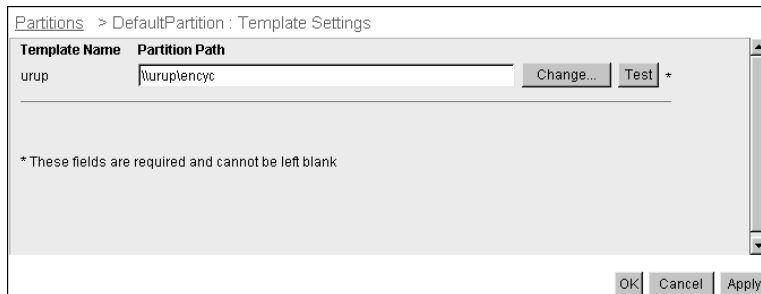 Partitions > DefaultPartition : Template Settings
Template Name Partition Path
urup \\urup\encyc Change... Test *
* These fields are required and cannot be left blank
OK Cancel Apply